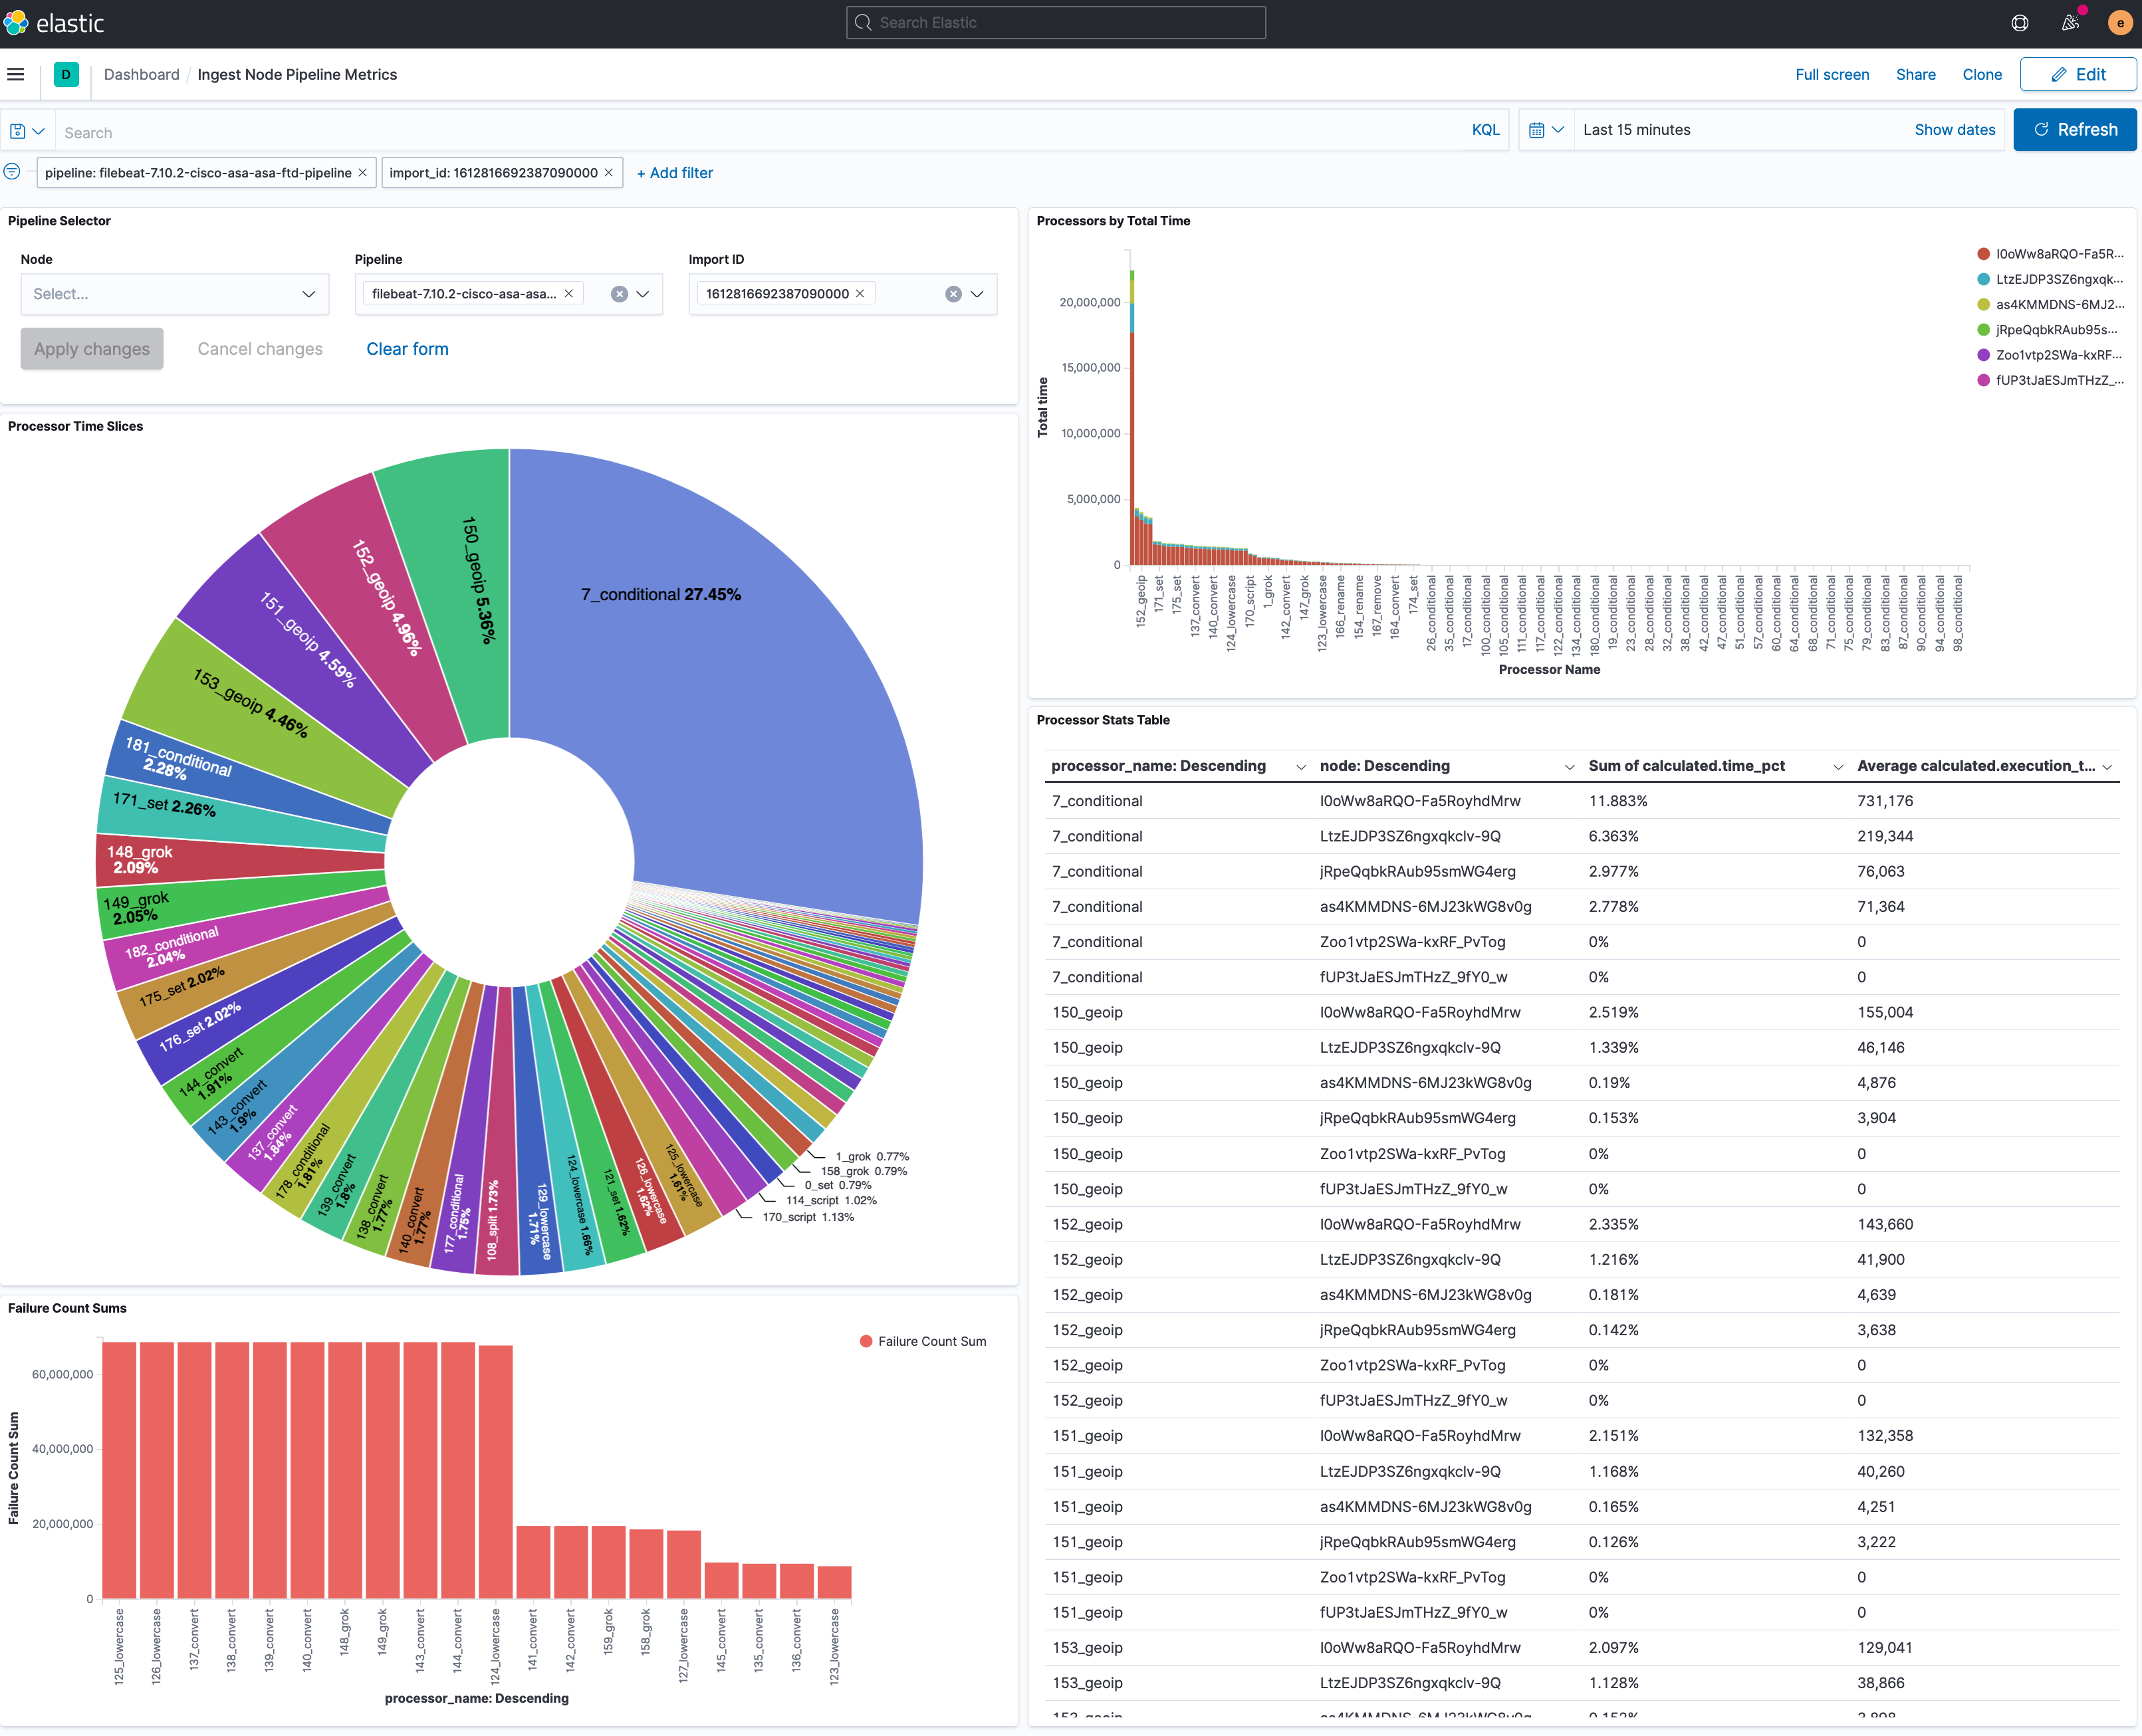 elastic
Search Elastic
e
D
Dashboard / Ingest Node Pipeline Metrics
Full screen
Share
Clone
Edit
Search
KQL
Last 15 minutes
Show dates
Refresh
pipeline: filebeat-7.10.2-cisco-asa-asa-ftd-pipeline ×
import_id: 1612816692387090000 ×
+ Add filter
Pipeline Selector
Node
Pipeline
Import ID
Select...
filebeat-7.10.2-cisco-asa-asa... ×
1612816692387090000 ×
Apply changes
Cancel changes
Clear form
Processor Time Slices
7_conditional 27.45%
150_geoip 5.36%
152_geoip 4.96%
151_geoip 4.59%
153_geoip 4.46%
181_conditional
2.28%
171_set 2.26%
148_grok
2.09%
149_grok
2.05%
182_conditional
2.04%
175_set 2.02%
176_set 2.02%
144_convert
1.91%
143_convert
1.9%
137_convert
1.84%
178_conditional
1.81%
139_convert
1.8%
138_convert
1.77%
140_convert
1.77%
177_conditional
1.75%
108_split 1.73%
129_lowercase
1.71%
124_lowercase 1.66%
121_set 1.62%
126_lowercase
1.62%
125_lowercase
1.61%
1_grok 0.77%
158_grok 0.79%
0_set 0.79%
114_script 1.02%
170_script 1.13%
Failure Count Sums
Failure Count Sum
60,000,000
40,000,000
20,000,000
0
Failure Count Sum
125_lowercase
126_lowercase
137_convert
138_convert
139_convert
140_convert
148_grok
149_grok
143_convert
144_convert
124_lowercase
141_convert
142_convert
159_grok
158_grok
127_lowercase
145_convert
135_convert
136_convert
123_lowercase
processor_name: Descending
Processors by Total Time
Total time
20,000,000
15,000,000
10,000,000
5,000,000
0
152_geoip
171_set
175_set
137_convert
140_convert
124_lowercase
170_script
1_grok
142_convert
147_grok
123_lowercase
166_rename
154_rename
167_remove
164_convert
174_set
26_conditional
35_conditional
17_conditional
100_conditional
105_conditional
111_conditional
117_conditional
122_conditional
134_conditional
180_conditional
19_conditional
23_conditional
28_conditional
32_conditional
38_conditional
42_conditional
47_conditional
51_conditional
57_conditional
60_conditional
64_conditional
68_conditional
71_conditional
75_conditional
79_conditional
83_conditional
87_conditional
90_conditional
94_conditional
98_conditional
Processor Name
I0oWw8aRQO-Fa5R...
LtzEJDP3SZ6ngxqk...
as4KMMDNS-6MJ2...
jRpeQqbkRAub95s...
Zoo1vtp2SWa-kxRF...
fUP3tJaESJmTHzZ_...
Processor Stats Table
processor_name: Descending node: Descending Sum of calculated.time_pct Average calculated.execution_t...
7_conditional I0oWw8aRQO-Fa5RoyhdMrw 11.883% 731,176
7_conditional LtzEJDP3SZ6ngxqkclv-9Q 6.363% 219,344
7_conditional jRpeQqbkRAub95smWG4erg 2.977% 76,063
7_conditional as4KMMDNS-6MJ23kWG8v0g 2.778% 71,364
7_conditional Zoo1vtp2SWa-kxRF_PvTog 0% 0
7_conditional fUP3tJaESJmTHzZ_9fY0_w 0% 0
150_geoip I0oWw8aRQO-Fa5RoyhdMrw 2.519% 155,004
150_geoip LtzEJDP3SZ6ngxqkclv-9Q 1.339% 46,146
150_geoip as4KMMDNS-6MJ23kWG8v0g 0.19% 4,876
150_geoip jRpeQqbkRAub95smWG4erg 0.153% 3,904
150_geoip Zoo1vtp2SWa-kxRF_PvTog 0% 0
150_geoip fUP3tJaESJmTHzZ_9fY0_w 0% 0
152_geoip I0oWw8aRQO-Fa5RoyhdMrw 2.335% 143,660
152_geoip LtzEJDP3SZ6ngxqkclv-9Q 1.216% 41,900
152_geoip as4KMMDNS-6MJ23kWG8v0g 0.181% 4,639
152_geoip jRpeQqbkRAub95smWG4erg 0.142% 3,638
152_geoip Zoo1vtp2SWa-kxRF_PvTog 0% 0
152_geoip fUP3tJaESJmTHzZ_9fY0_w 0% 0
151_geoip I0oWw8aRQO-Fa5RoyhdMrw 2.151% 132,358
151_geoip LtzEJDP3SZ6ngxqkclv-9Q 1.168% 40,260
151_geoip as4KMMDNS-6MJ23kWG8v0g 0.165% 4,251
151_geoip jRpeQqbkRAub95smWG4erg 0.126% 3,222
151_geoip Zoo1vtp2SWa-kxRF_PvTog 0% 0
151_geoip fUP3tJaESJmTHzZ_9fY0_w 0% 0
153_geoip I0oWw8aRQO-Fa5RoyhdMrw 2.097% 129,041
153_geoip LtzEJDP3SZ6ngxqkclv-9Q 1.128% 38,866